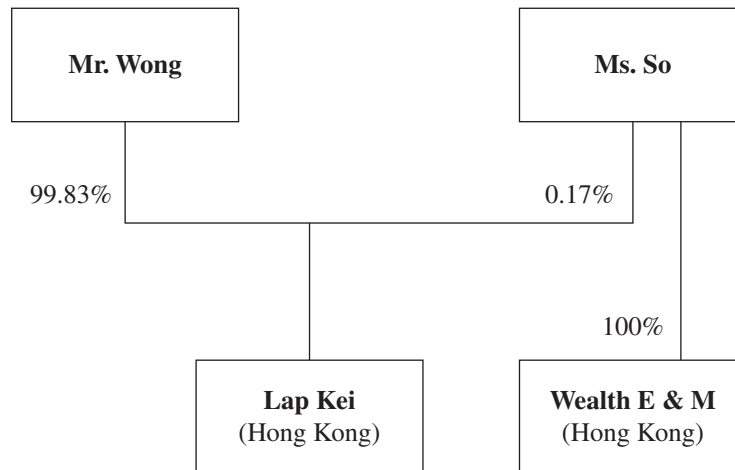 Mr. Wong
Ms. So
99.83%
0.17%
100%
Lap Kei
(Hong Kong)
Wealth E & M
(Hong Kong)